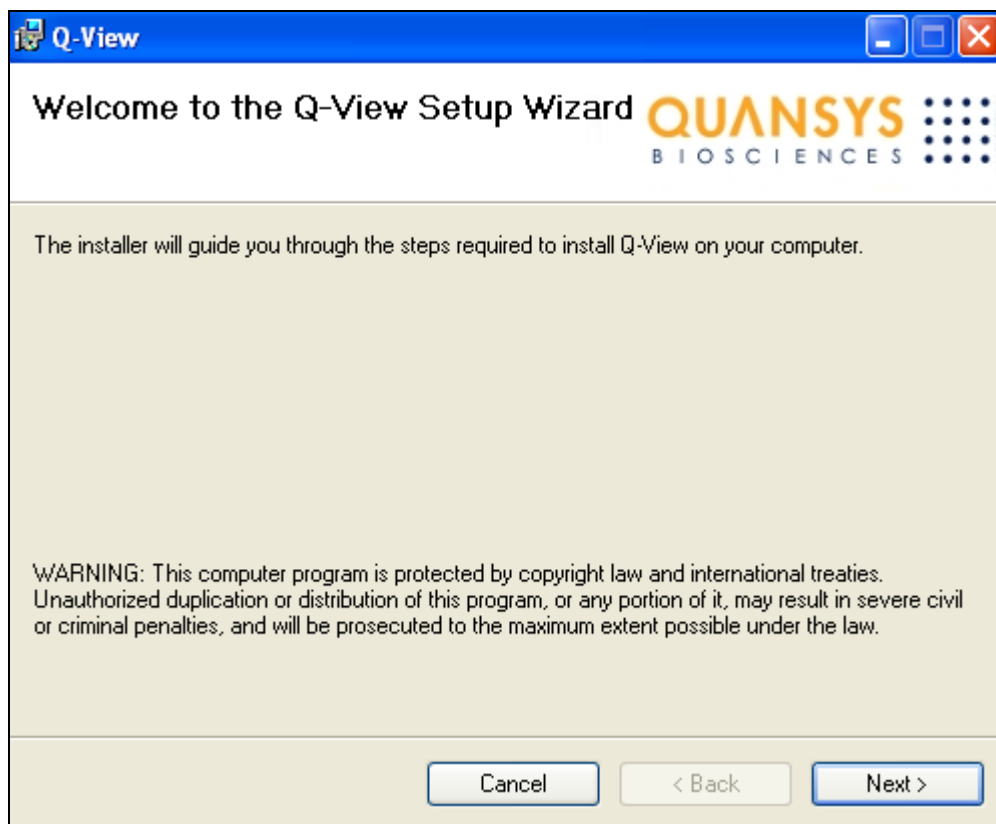 Q-View
Welcome to the Q-View Setup Wizard
QUANSYS
BIOSCIENCES
The installer will guide you through the steps required to install Q-View on your computer.
WARNING: This computer program is protected by copyright law and international treaties.
Unauthorized duplication or distribution of this program, or any portion of it, may result in severe civil
or criminal penalties, and will be prosecuted to the maximum extent possible under the law.
Cancel
< Back
Next >